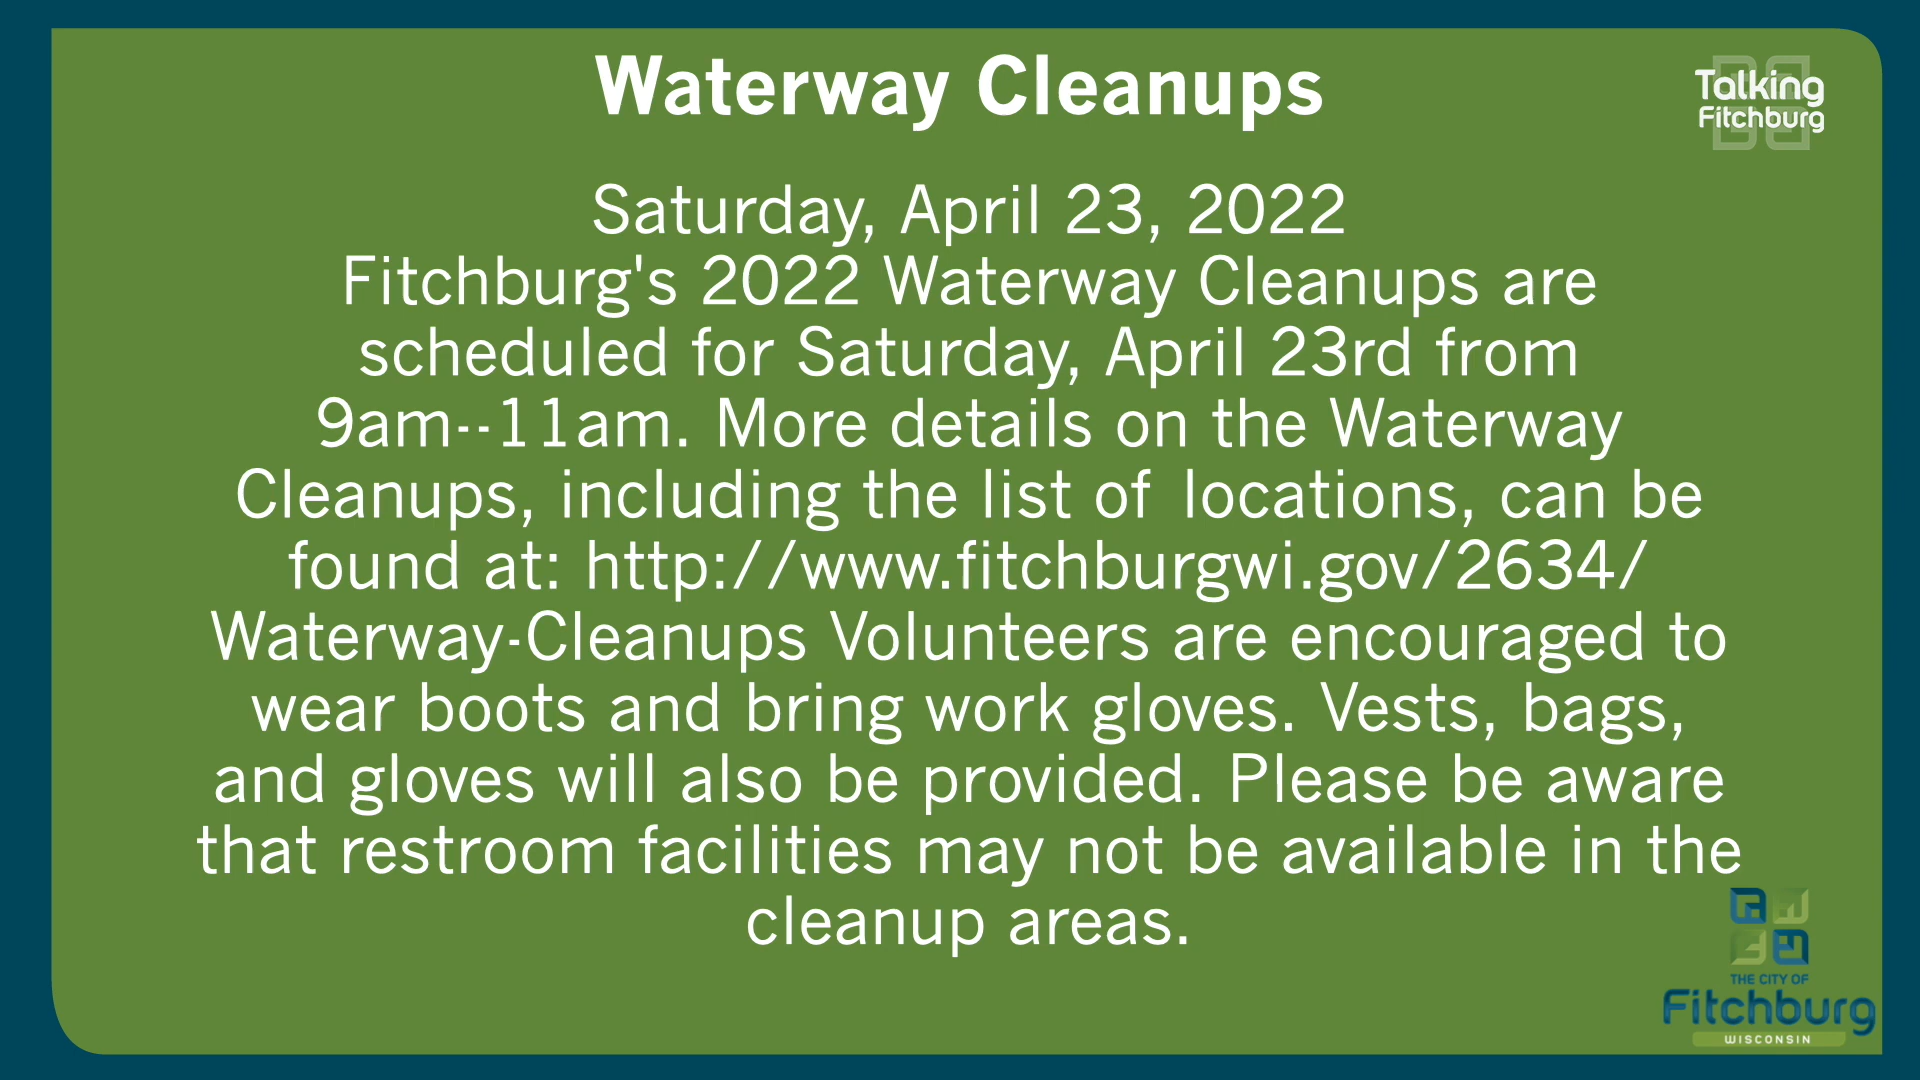 Waterway Cleanups
Talking
Fitchburg
Saturday, April 23, 2022
Fitchburg's 2022 Waterway Cleanups are
scheduled for Saturday, April 23rd from
9am--11am. More details on the Waterway
Cleanups, including the list of locations, can be
found at: http://www.fitchburgwi.gov/2634/
Waterway-Cleanups Volunteers are encouraged to
wear boots and bring work gloves. Vests, bags,
and gloves will also be provided. Please be aware
that restroom facilities may not be available in the
cleanup areas.
THE CITY OF
Fitchburg
WISCONSIN